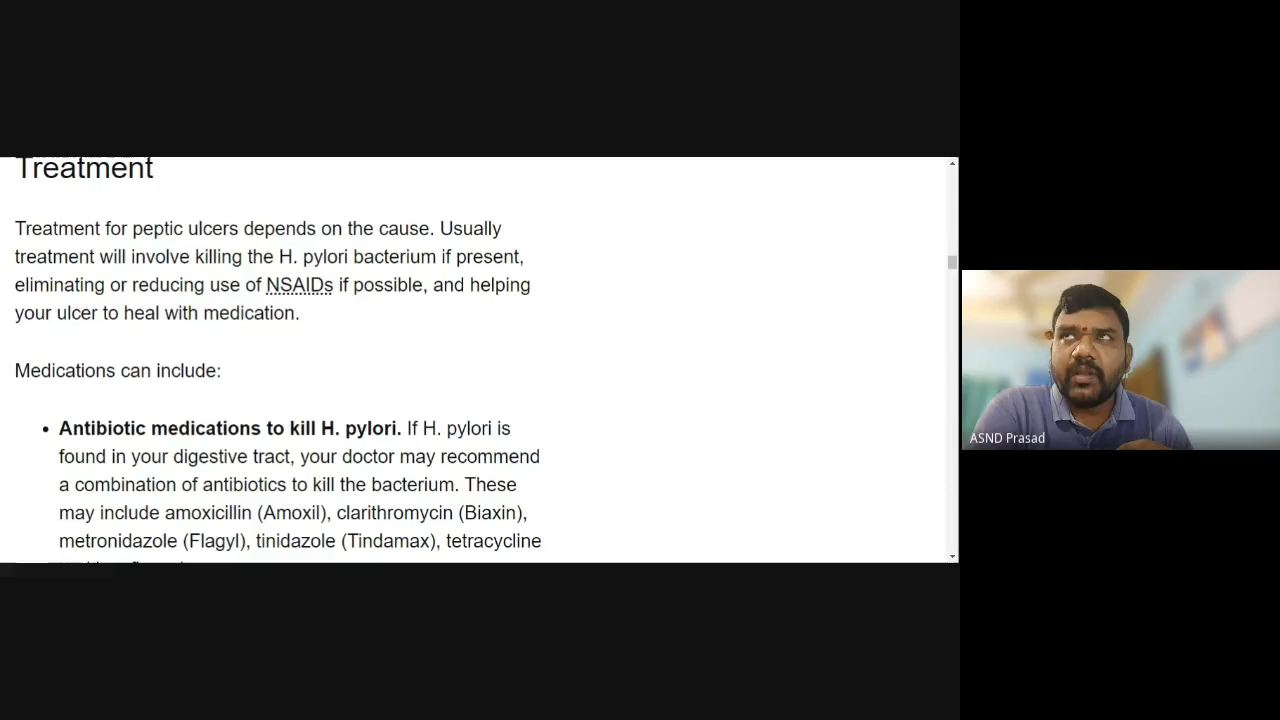 Treatment
Treatment for peptic ulcers depends on the cause. Usually
treatment will involve killing the H. pylori bacterium if present,
eliminating or reducing use of NSAIDs if possible, and helping
your ulcer to heal with medication.
Medications can include:
• Antibiotic medications to kill H. pylori. If H. pylori is
found in your digestive tract, your doctor may recommend
a combination of antibiotics to kill the bacterium. These
may include amoxicillin (Amoxil), clarithromycin (Biaxin),
metronidazole (Flagyl), tinidazole (Tindamax), tetracycline
ASND Prasad